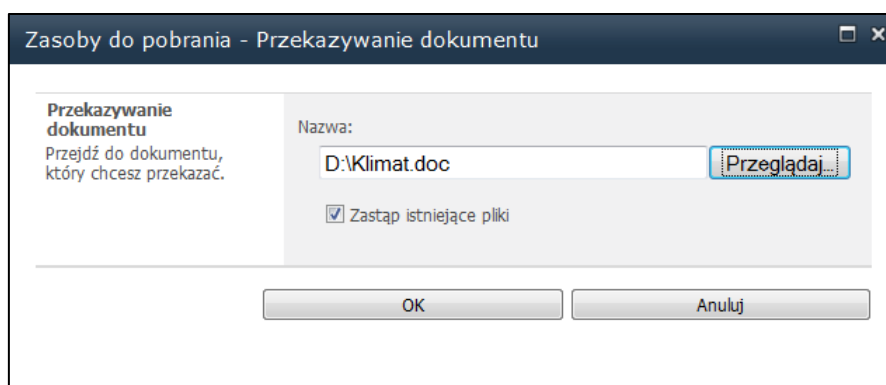 Zasoby do pobrania - Przekazywanie dokumentu
Przekazywanie
dokumentu
Przejdź do dokumentu,
który chcesz przekazać.
Nazwa:
D:\Klimat.doc
Przeglądaj...
Zastąp istniejące pliki
OK
Anuluj